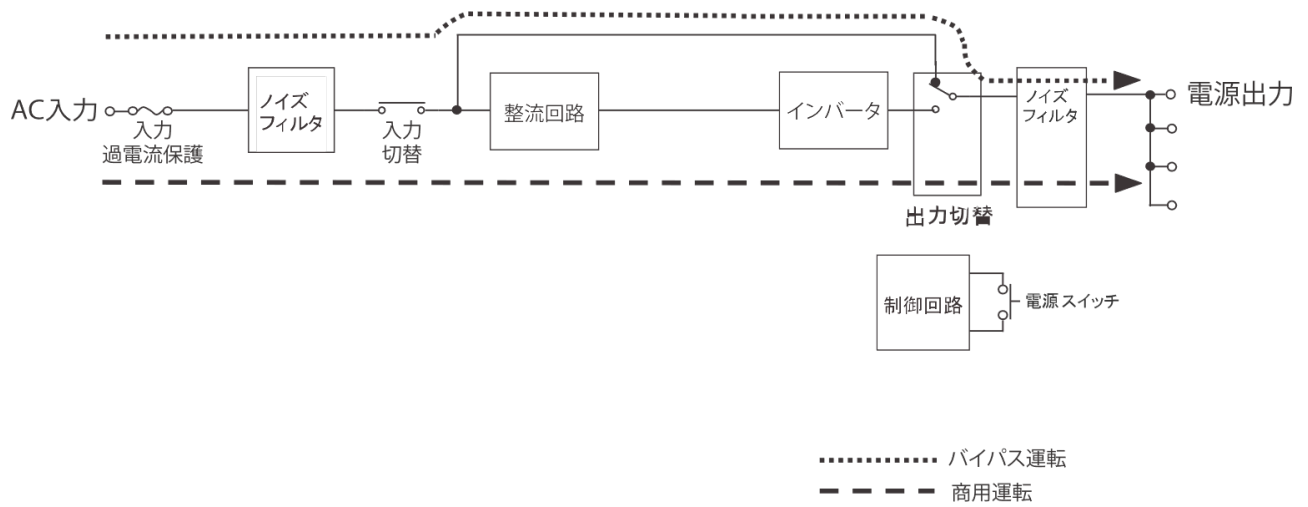 AC入力
入力
過電流保護
ノイズ
フィルタ
入力
切替
整流回路
インバータ
出力切替
ノイズ
フィルタ
電源出力
制御回路
電源スイッチ
バイパス運転
商用運転